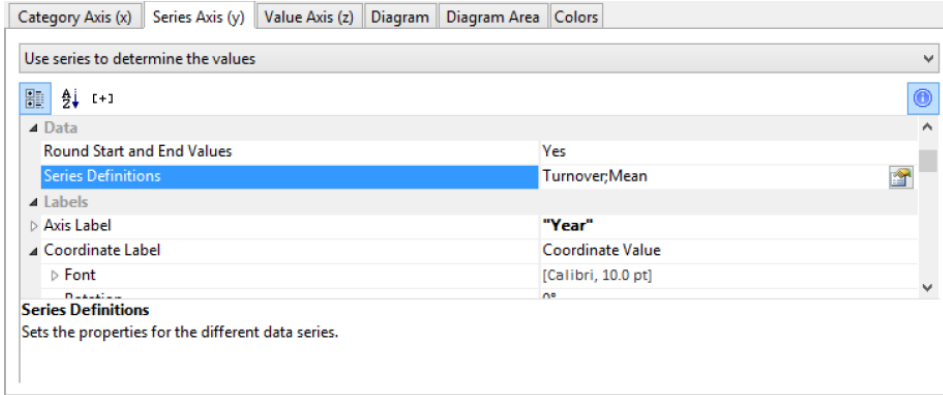 Category Axis (x) Series Axis (y) Value Axis (z) Diagram Diagram Area Colors
Use series to determine the values
A Z [+]
Data
Round Start and End Values Yes
Series Definitions Turnover;Mean
Labels
Axis Label "Year"
Coordinate Label Coordinate Value
Font [Calibri, 10.0 pt]
Rotation 0°
Series Definitions
Sets the properties for the different data series.